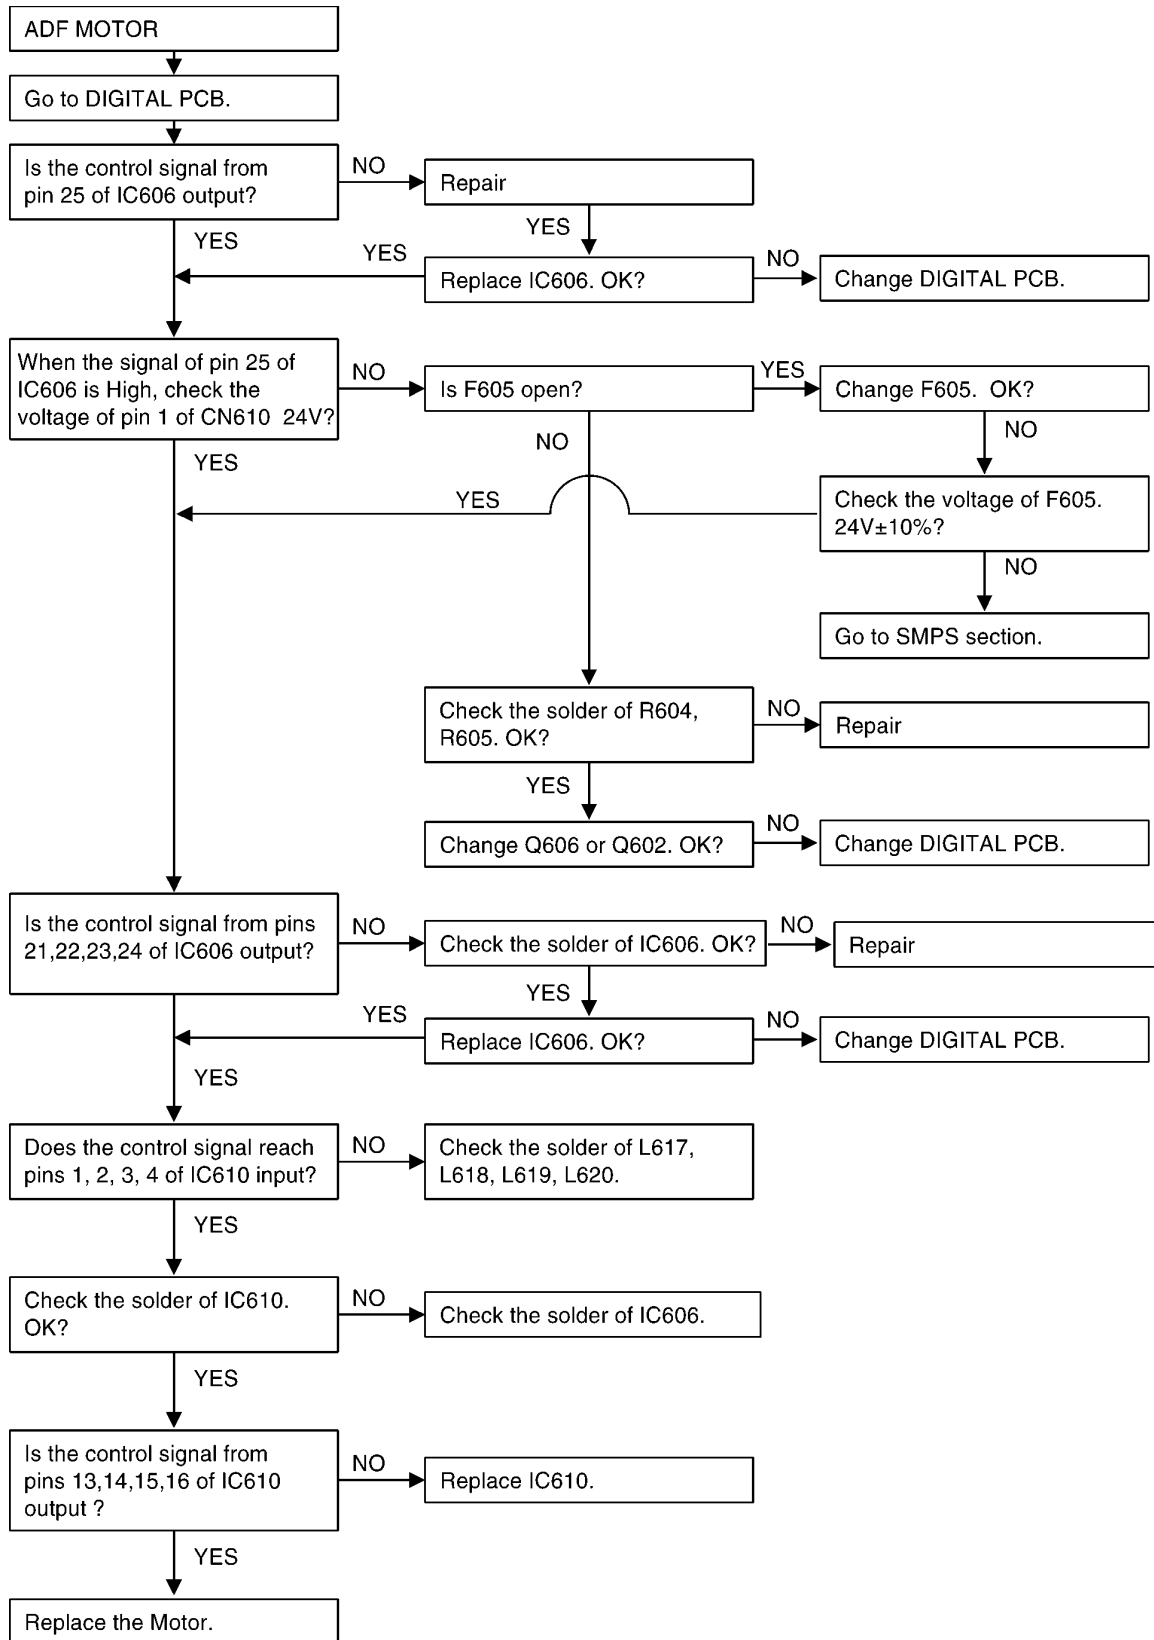 ADF MOTOR
Go to DIGITAL PCB.
Is the control signal from
pin 25 of IC606 output?
NO
Repair
YES
YES
YES
Replace IC606. OK?
NO
Change DIGITAL PCB.
When the signal of pin 25 of
IC606 is High, check the
voltage of pin 1 of CN610 24V?
NO
Is F605 open?
YES
Change F605. OK?
YES
NO
NO
YES
Check the voltage of F605.
24V±10%?
NO
Go to SMPS section.
Check the solder of R604,
R605. OK?
NO
Repair
YES
Change Q606 or Q602. OK?
NO
Change DIGITAL PCB.
Is the control signal from pins
21,22,23,24 of IC606 output?
NO
Check the solder of IC606. OK?
NO
Repair
YES
YES
Replace IC606. OK?
NO
Change DIGITAL PCB.
YES
Does the control signal reach
pins 1, 2, 3, 4 of IC610 input?
NO
Check the solder of L617,
L618, L619, L620.
YES
Check the solder of IC610.
OK?
NO
Check the solder of IC606.
YES
Is the control signal from
pins 13,14,15,16 of IC610
output ?
NO
Replace IC610.
YES
Replace the Motor.